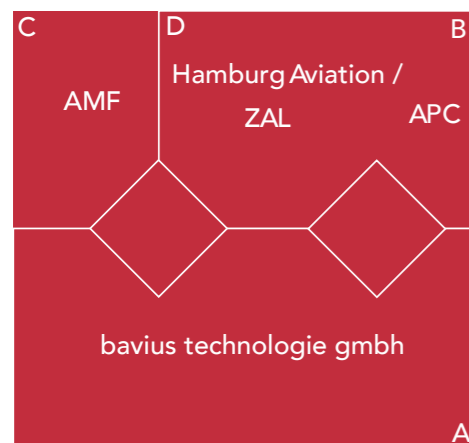 C
D
B
Hamburg Aviation /
ZAL
AMF
APC
bavius technologie gmbh
A